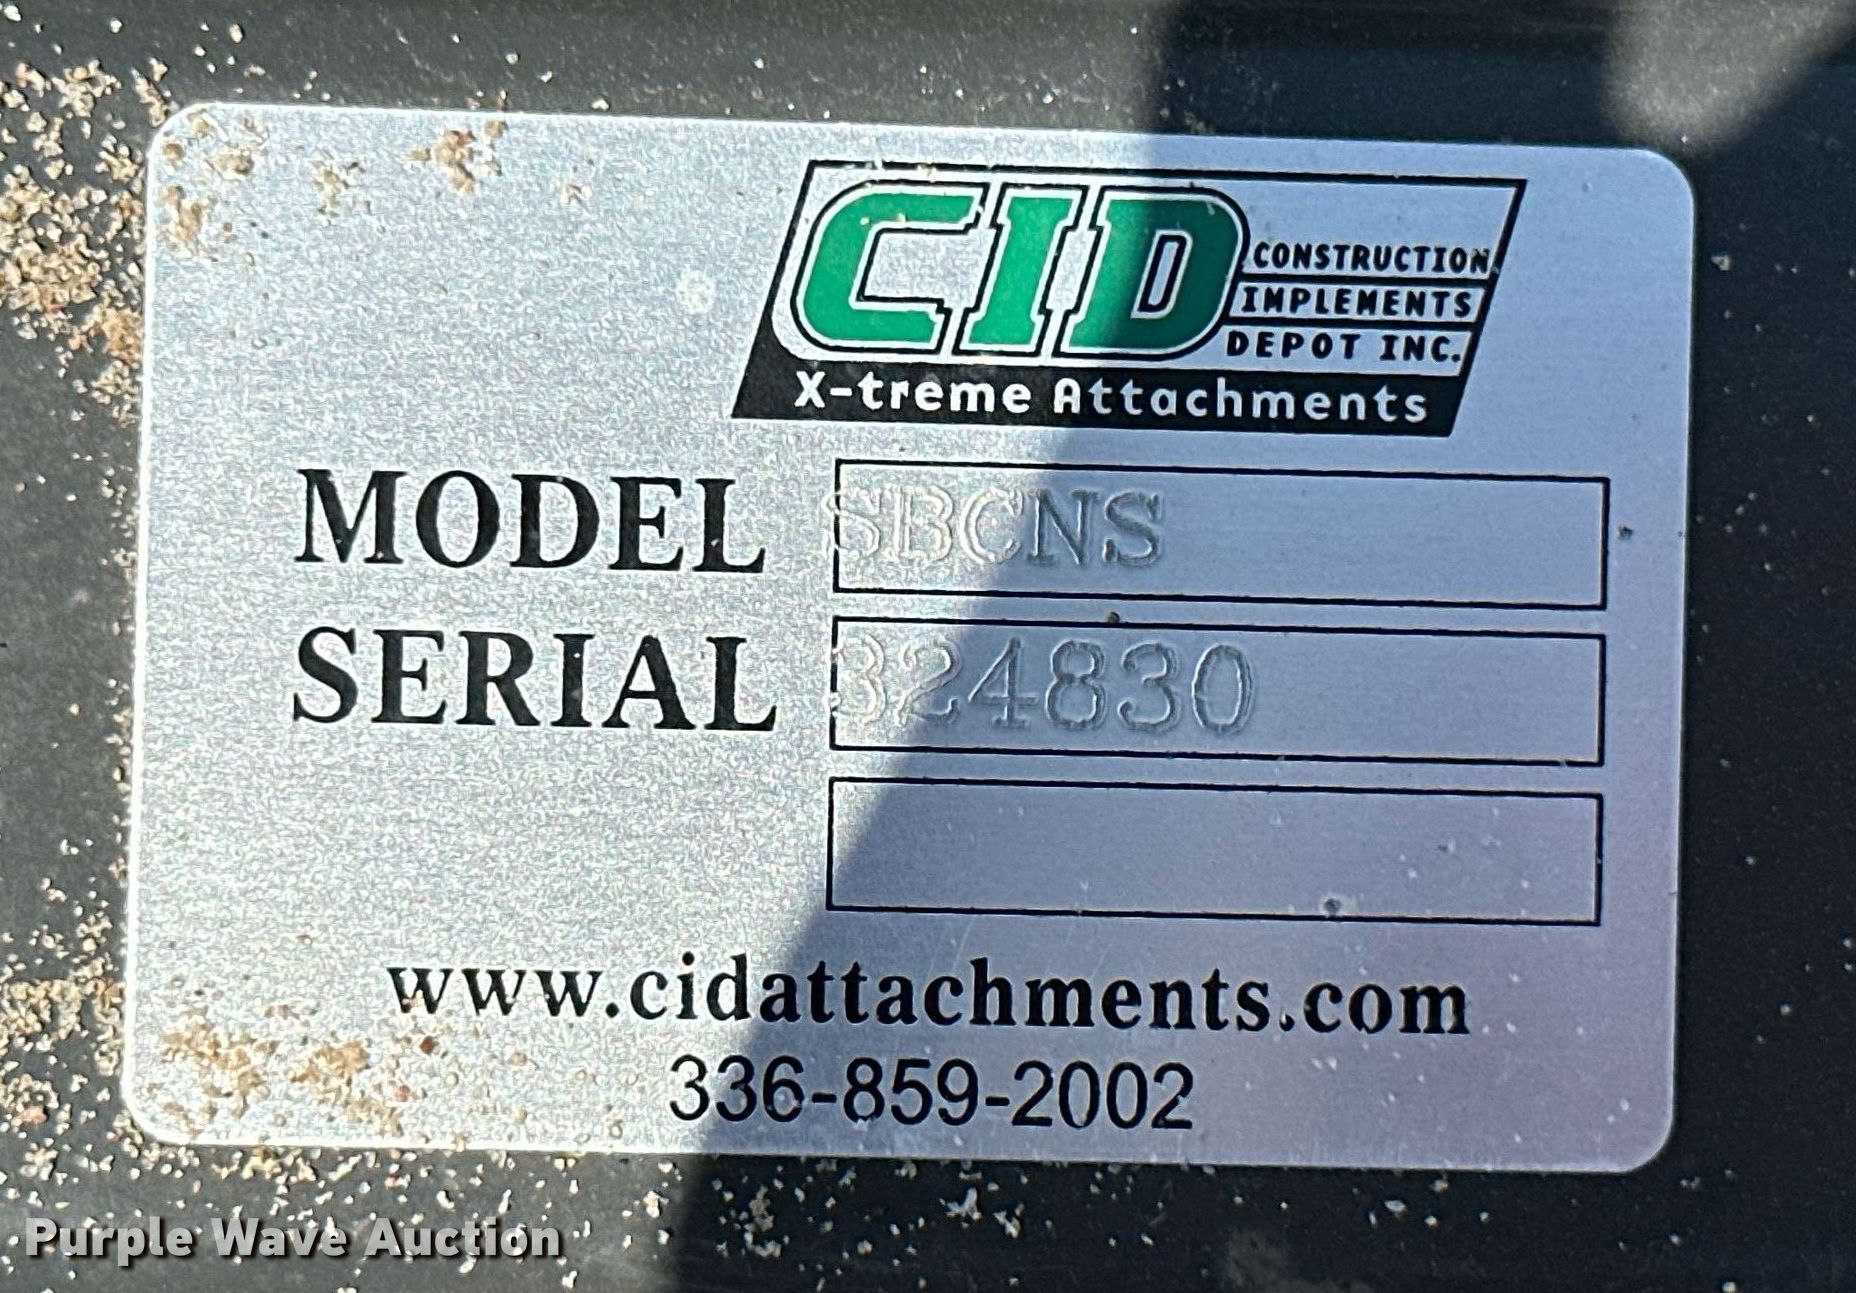 CID
CONSTRUCTION
IMPLEMENTS
DEPOT INC.
X-treme Attachments
MODEL SBCNS
SERIAL 324830
www.cidattachments.com
336-859-2002
Purple Wave Auction